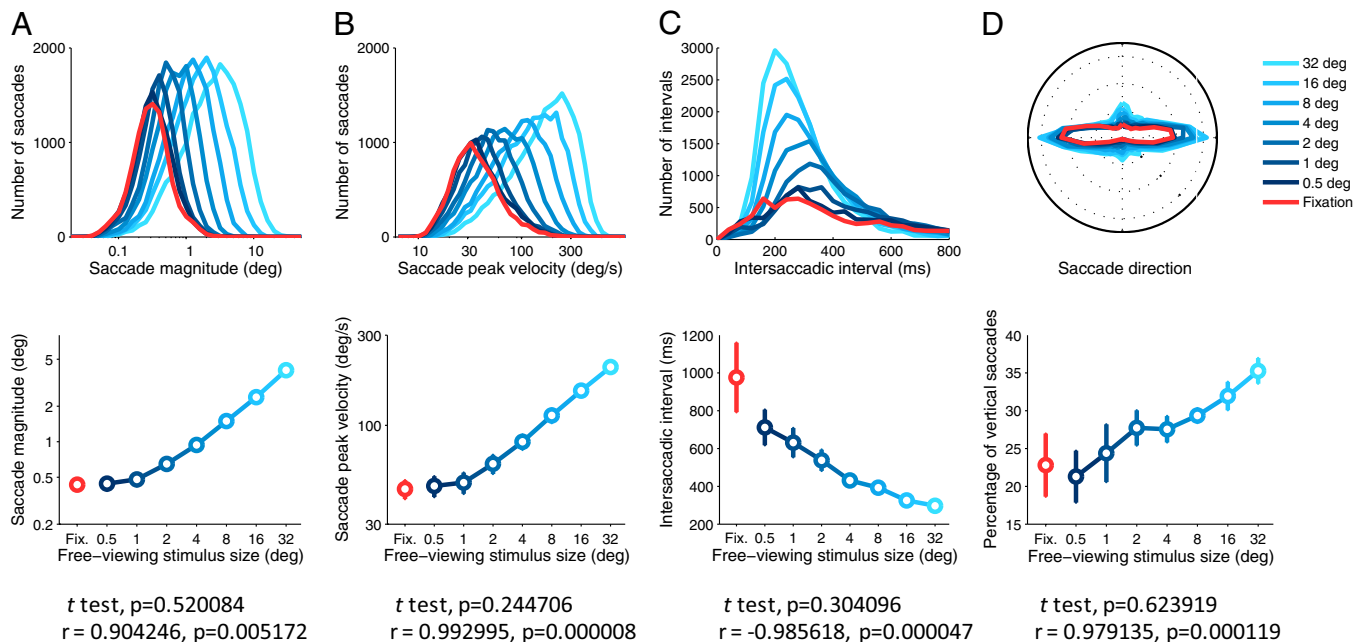 A
B
C
D
2000
1000
0
Number of saccades
0.1 1 10
Saccade magnitude (deg)
2000
1000
0
Number of saccades
10 30 100 300
Saccade peak velocity (deg/s)
3000
2500
2000
1500
1000
500
0
Number of intervals
0 200 400 600 800
Intersaccadic interval (ms)
Saccade direction
32 deg
16 deg
8 deg
4 deg
2 deg
1 deg
0.5 deg
Fixation
5
2
1
0.5
0.2
Saccade magnitude (deg)
Fix. 0.5 1 2 4 8 16 32
Free-viewing stimulus size (deg)
300
100
30
Saccade peak velocity (deg/s)
Fix. 0.5 1 2 4 8 16 32
Free-viewing stimulus size (deg)
1200
1000
800
600
400
200
Intersaccadic interval (ms)
Fix. 0.5 1 2 4 8 16 32
Free-viewing stimulus size (deg)
45
40
35
30
25
20
15
Percentage of vertical saccades
Fix. 0.5 1 2 4 8 16 32
Free-viewing stimulus size (deg)
t test, p=0.520084
r = 0.904246, p=0.005172
t test, p=0.244706
r = 0.992995, p=0.000008
t test, p=0.304096
r = -0.985618, p=0.000047
t test, p=0.623919
r = 0.979135, p=0.000119